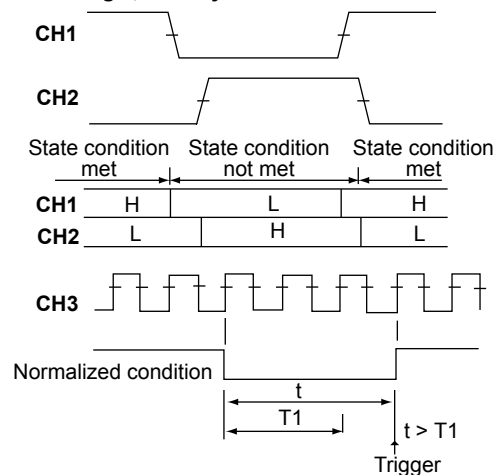 CH1
CH2
State condition met
State condition not met
State condition met
CH1 H L H
CH2 L H L
CH3
Normalized condition
t
T1
t > T1
Trigger